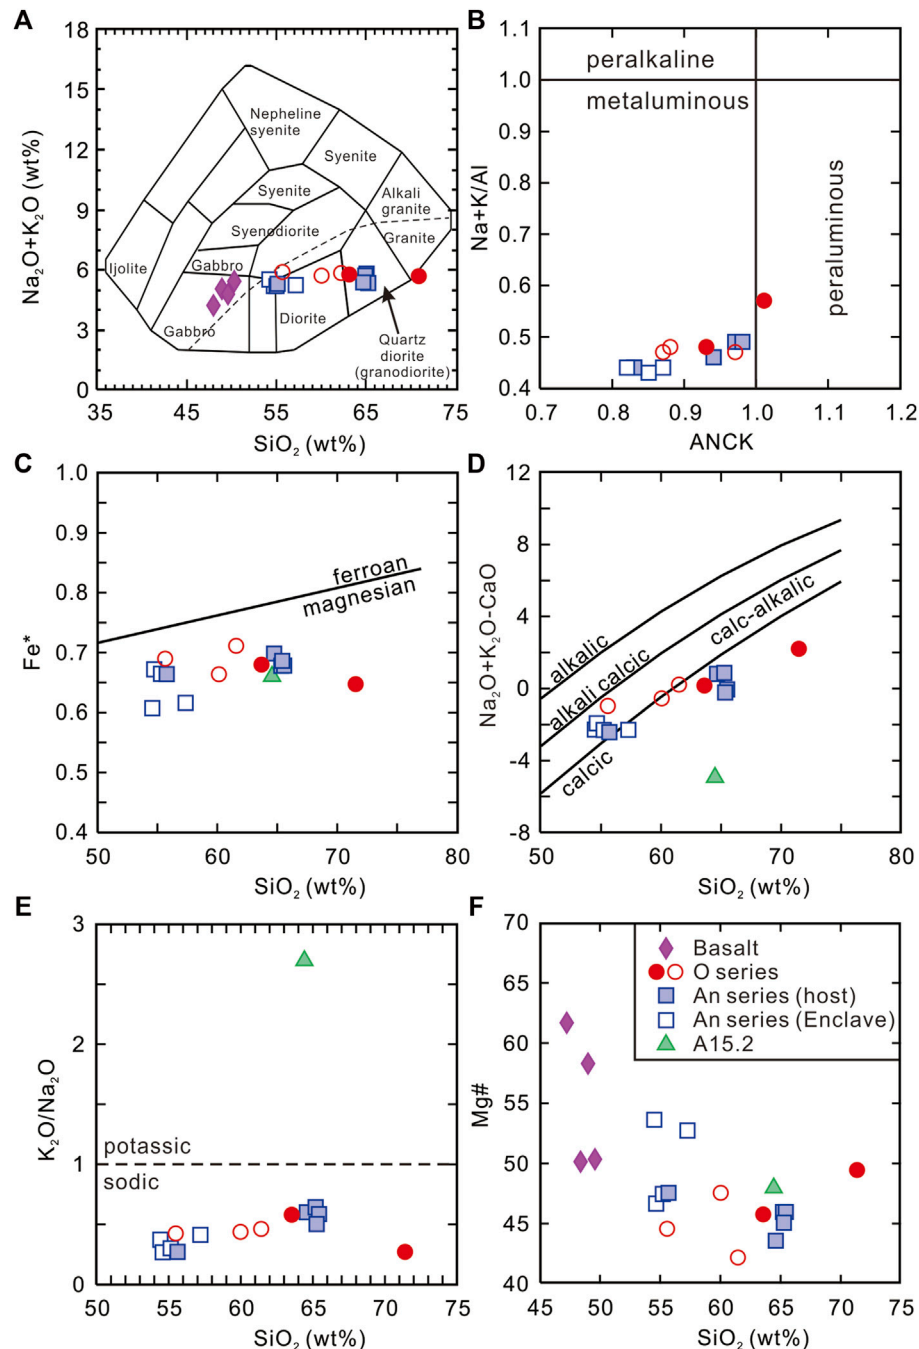 A
18
15
12
9
6
3
0
Na₂O+K₂O (wt%)
Nepheline
syenite
Syenite
Syenite
Alkali
granite
Syenodiorite
Granite
Ijolite
Gabbro
Gabbro
Diorite
Quartz
diorite
(granodiorite)
35 45 55 65 75
SiO₂ (wt%)
B
1.1
1.0
0.9
0.8
0.7
0.6
0.5
0.4
Na+K/Al
peralkaline
metaluminous
peraluminous
0.7 0.8 0.9 1.0 1.1 1.2
ANCK
C
1.0
0.9
0.8
0.7
0.6
0.5
0.4
Fe*
ferroan
magnesian
50 60 70 80
SiO₂ (wt%)
D
12
8
4
0
-4
-8
Na₂O+K₂O-CaO
alkalic
alkali calcic
calc-alkalic
calcic
50 60 70 80
SiO₂ (wt%)
E
3
2
1
0
K₂O/Na₂O
potassic
sodic
50 55 60 65 70 75
SiO₂ (wt%)
F
70
65
60
55
50
45
40
Mg#
Basalt
O series
An series (host)
An series (Enclave)
A15.2
45 50 55 60 65 70 75
SiO₂ (wt%)